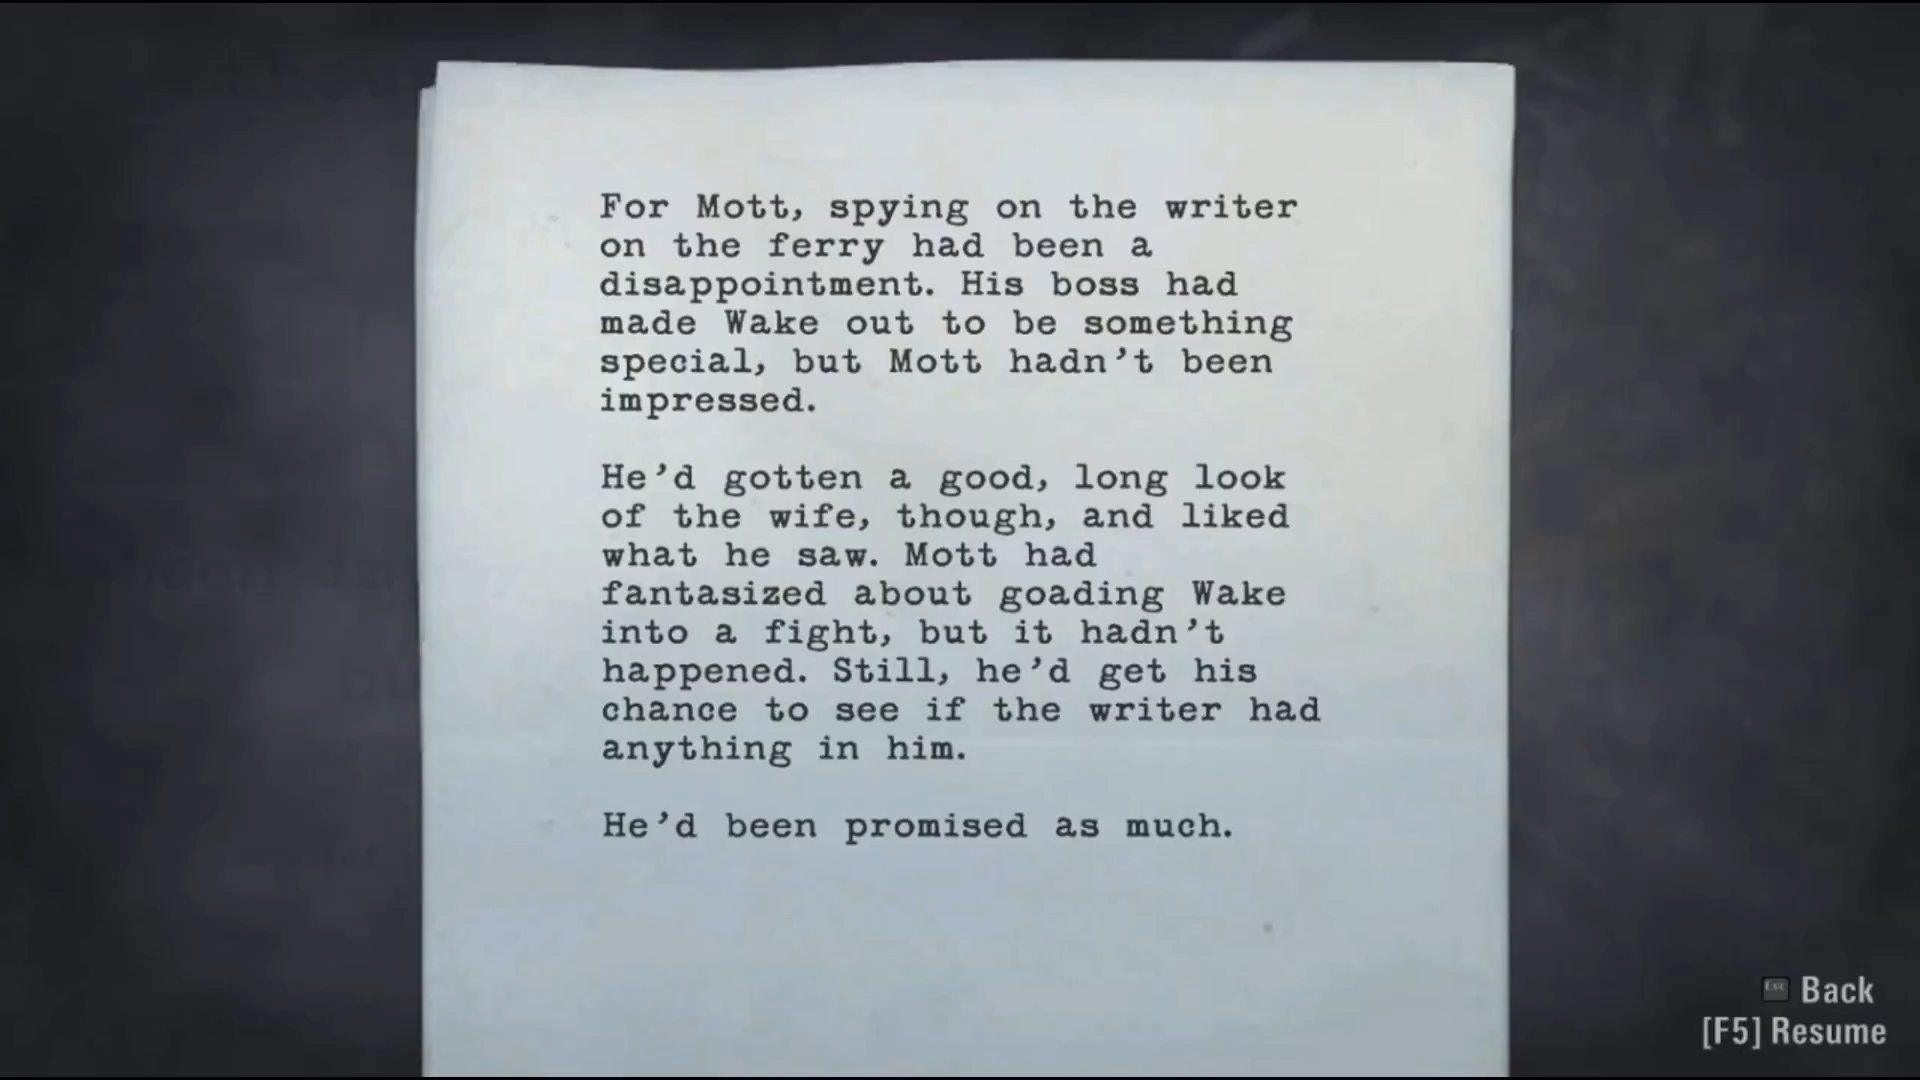 For Mott, spying on the writer
on the ferry had been a
disappointment. His boss had
made Wake out to be something
special, but Mott hadn’t been
impressed.
He’d gotten a good, long look
of the wife, though, and liked
what he saw. Mott had
fantasized about goading Wake
into a fight, but it hadn’t
happened. Still, he’d get his
chance to see if the writer had
anything in him.
He’d been promised as much.
Esc Back
[F5] Resume